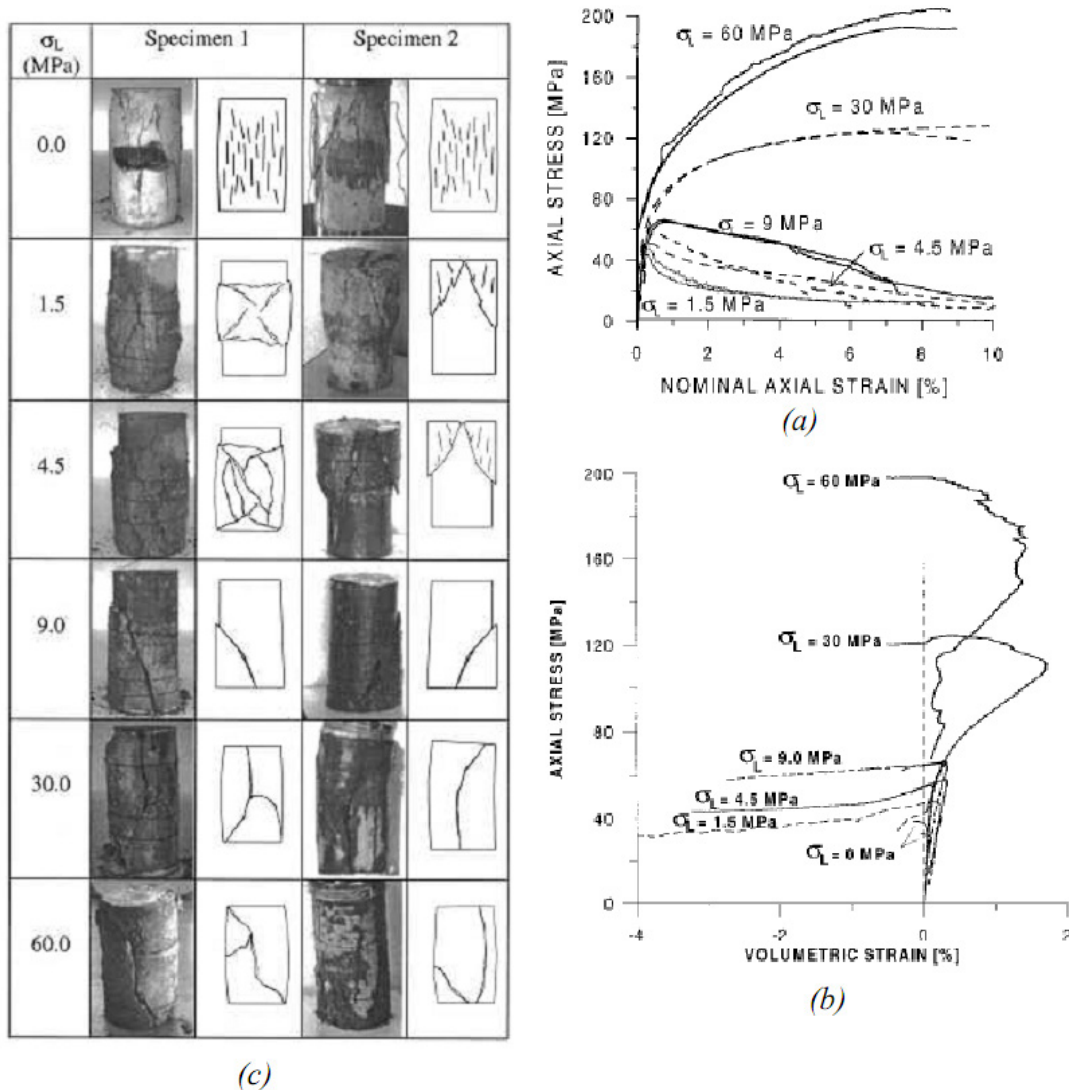 σL (MPa) Specimen 1 Specimen 2
0.0
1.5
4.5
9.0
30.0
60.0
(c)
AXIAL STRESS [MPa]
200
160
120
80
40
0
σL = 60 MPa
σL = 30 MPa
σL = 9 MPa
σL = 4.5 MPa
σL = 1.5 MPa
0 2 4 6 8 10
NOMINAL AXIAL STRAIN [%]
(a)
AXIAL STRESS [MPa]
200
160
120
80
40
0
σL = 60 MPa
σL = 30 MPa
σL = 9.0 MPa
σL = 4.5 MPa
σL = 1.5 MPa
σL = 0 MPa
-4 -2 0 2
VOLUMETRIC STRAIN [%]
(b)